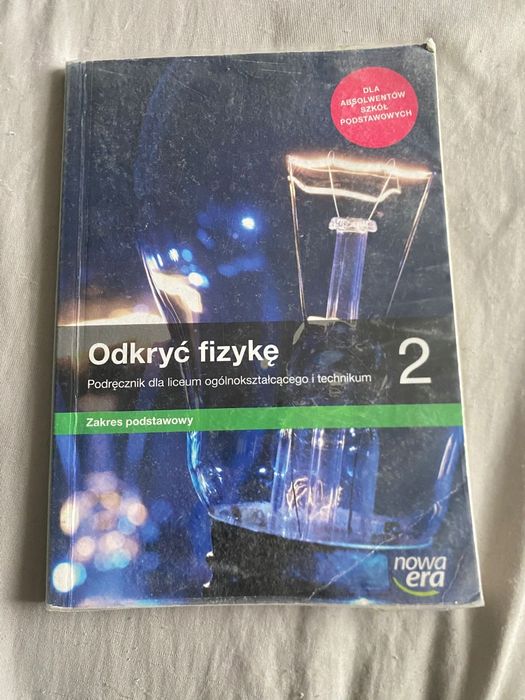 DLA
ABSOLWENTÓW
SZKÓŁ
PODSTAWOWYCH
Odkryć fizykę
2
Podręcznik dla liceum ogólnokształcącego i technikum
Zakres podstawowy
nowa
era